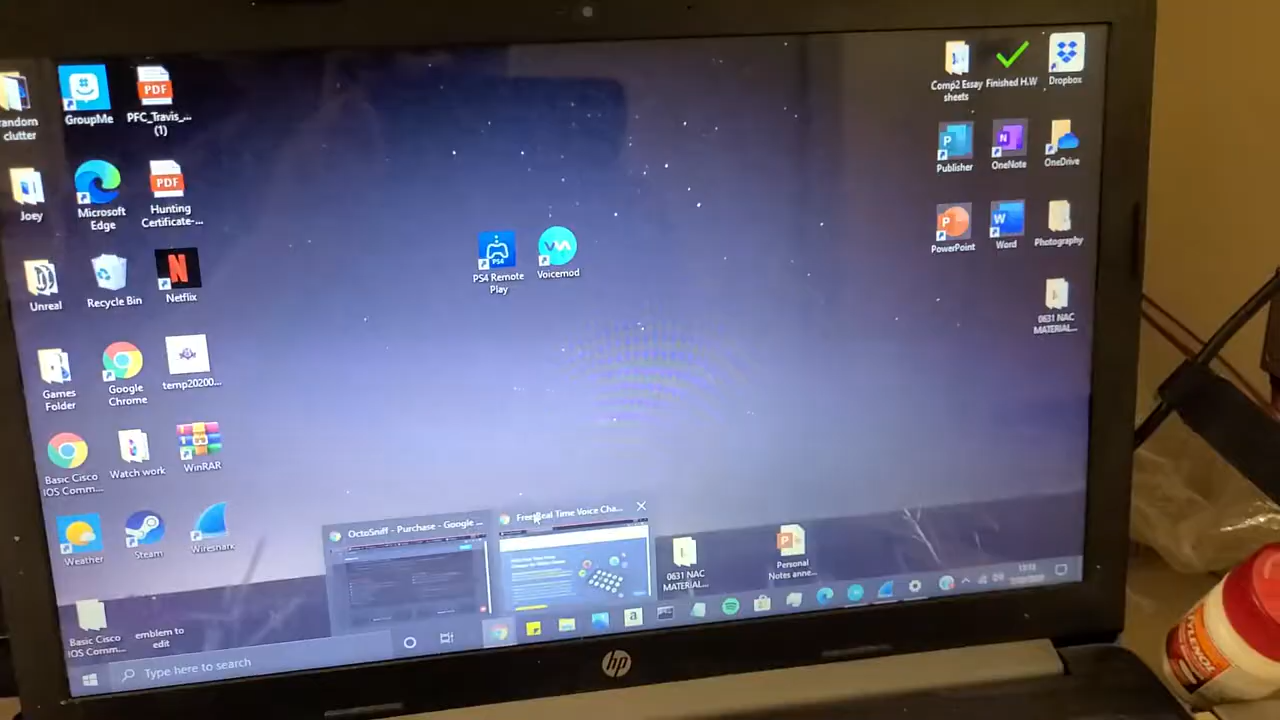 random
clutter
GroupMe
PDF
PFC_Travis_...
(1)
Joey
Microsoft
Edge
PDF
Hunting
Certificate-...
Unreal
Recycle Bin
N
Netflix
Games
Folder
Google
Chrome
temp20200...
Basic Cisco
IOS Comm...
Watch work
WinRAR
Weather
Steam
Wireshark
Basic Cisco
IOS Comm...
emblem to
edit
PS4
PS4 Remote
Play
Voicemod
Comp2 Essay
sheets
Finished H.W
Dropbox
P
Publisher
N
OneNote
OneDrive
P
PowerPoint
W
Word
Photography
0631 NAC
MATERIAL...
OctoSniff - Purchase - Google ...
Free Real Time Voice Cha...
0631 NAC
MATERIAL...
Personal
Notes anne...
Type here to search
a
hp
TYLENOL